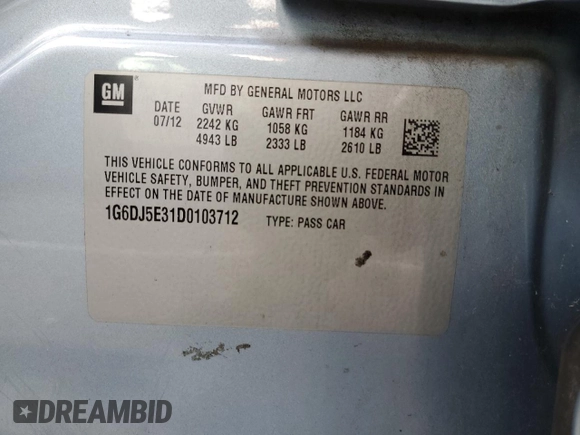 GM
MFD BY GENERAL MOTORS LLC
DATE GVWR GAWR FRT GAWR RR
07/12 2242 KG 1058 KG 1184 KG
4943 LB 2333 LB 2610 LB
THIS VEHICLE CONFORMS TO ALL APPLICABLE U.S. FEDERAL MOTOR
VEHICLE SAFETY, BUMPER, AND THEFT PREVENTION STANDARDS IN
EFFECT ON THE DATE OF MANUFACTURE SHOWN ABOVE.
1G6DJ5E31D0103712 TYPE: PASS CAR
DREAMBID